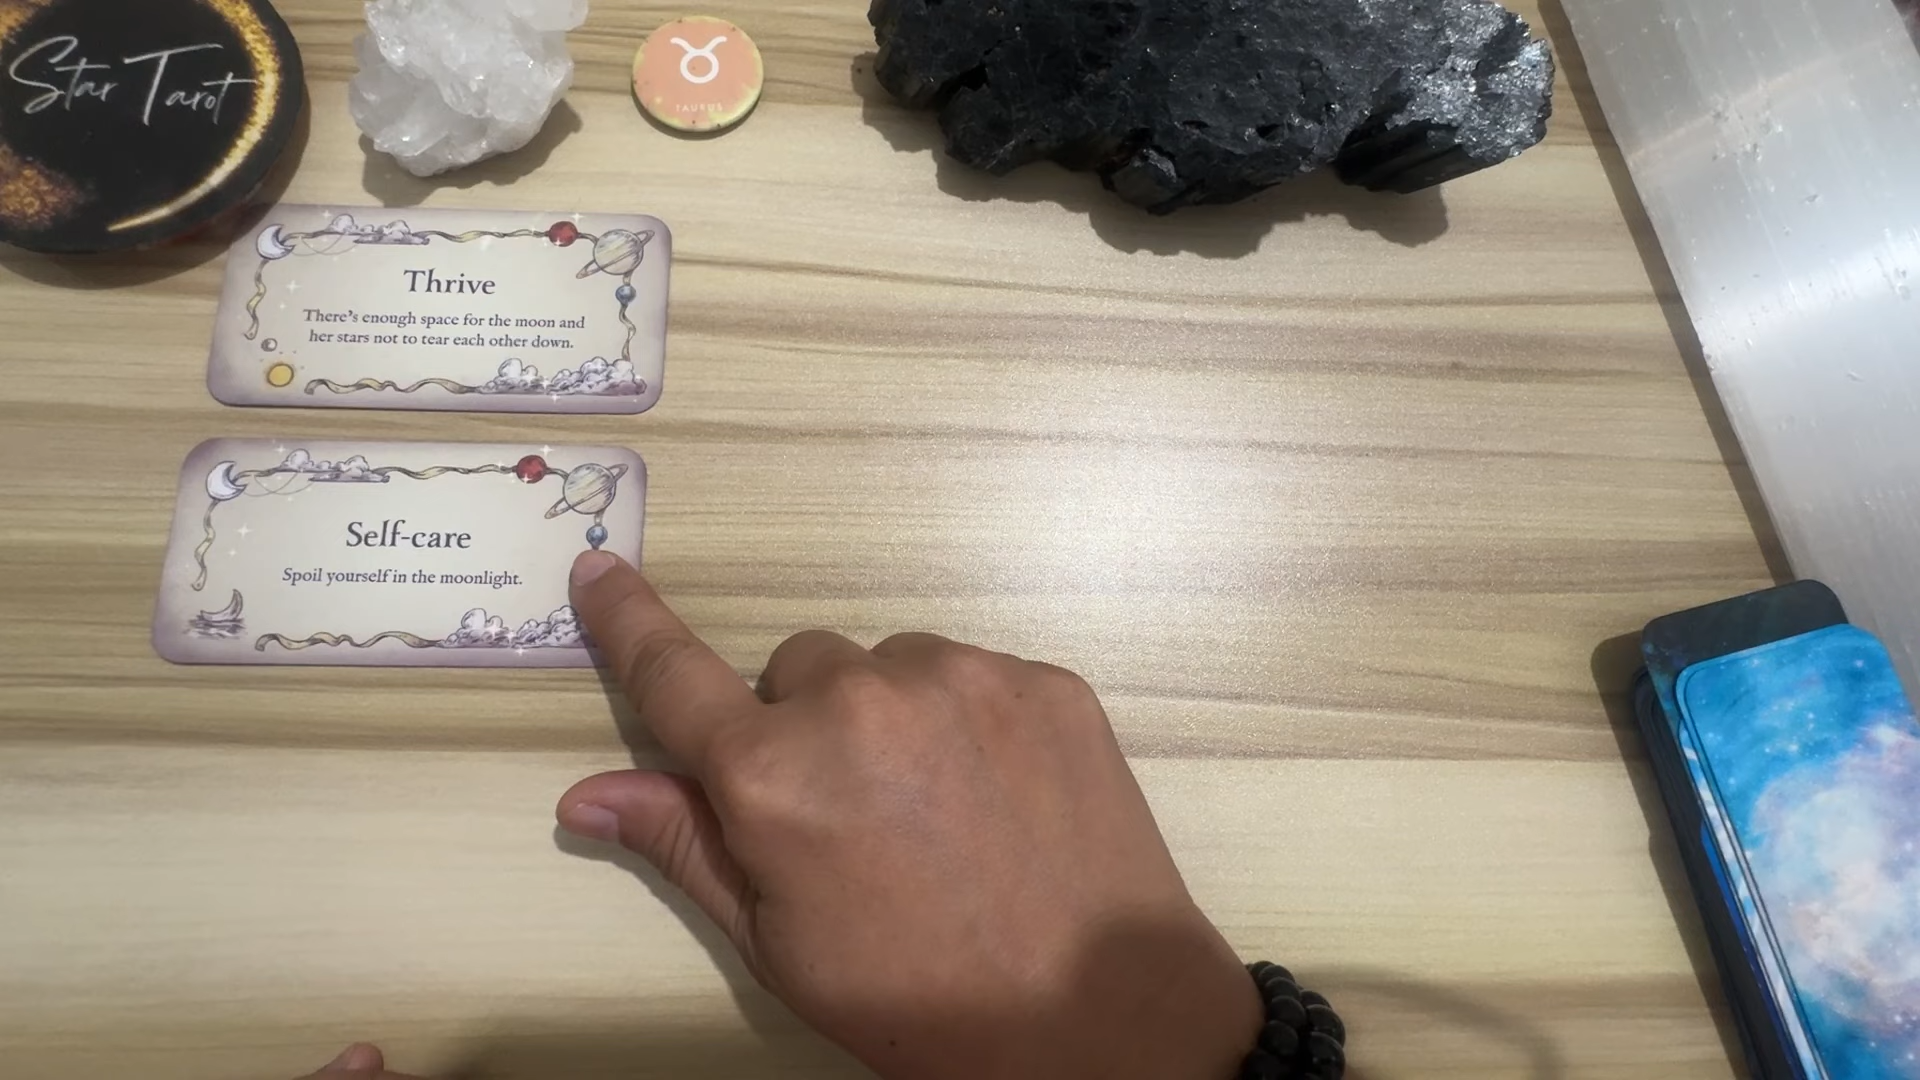 Star Tarot
TAURUS
Thrive
There's enough space for the moon and
her stars not to tear each other down.
Self-care
Spoil yourself in the moonlight.